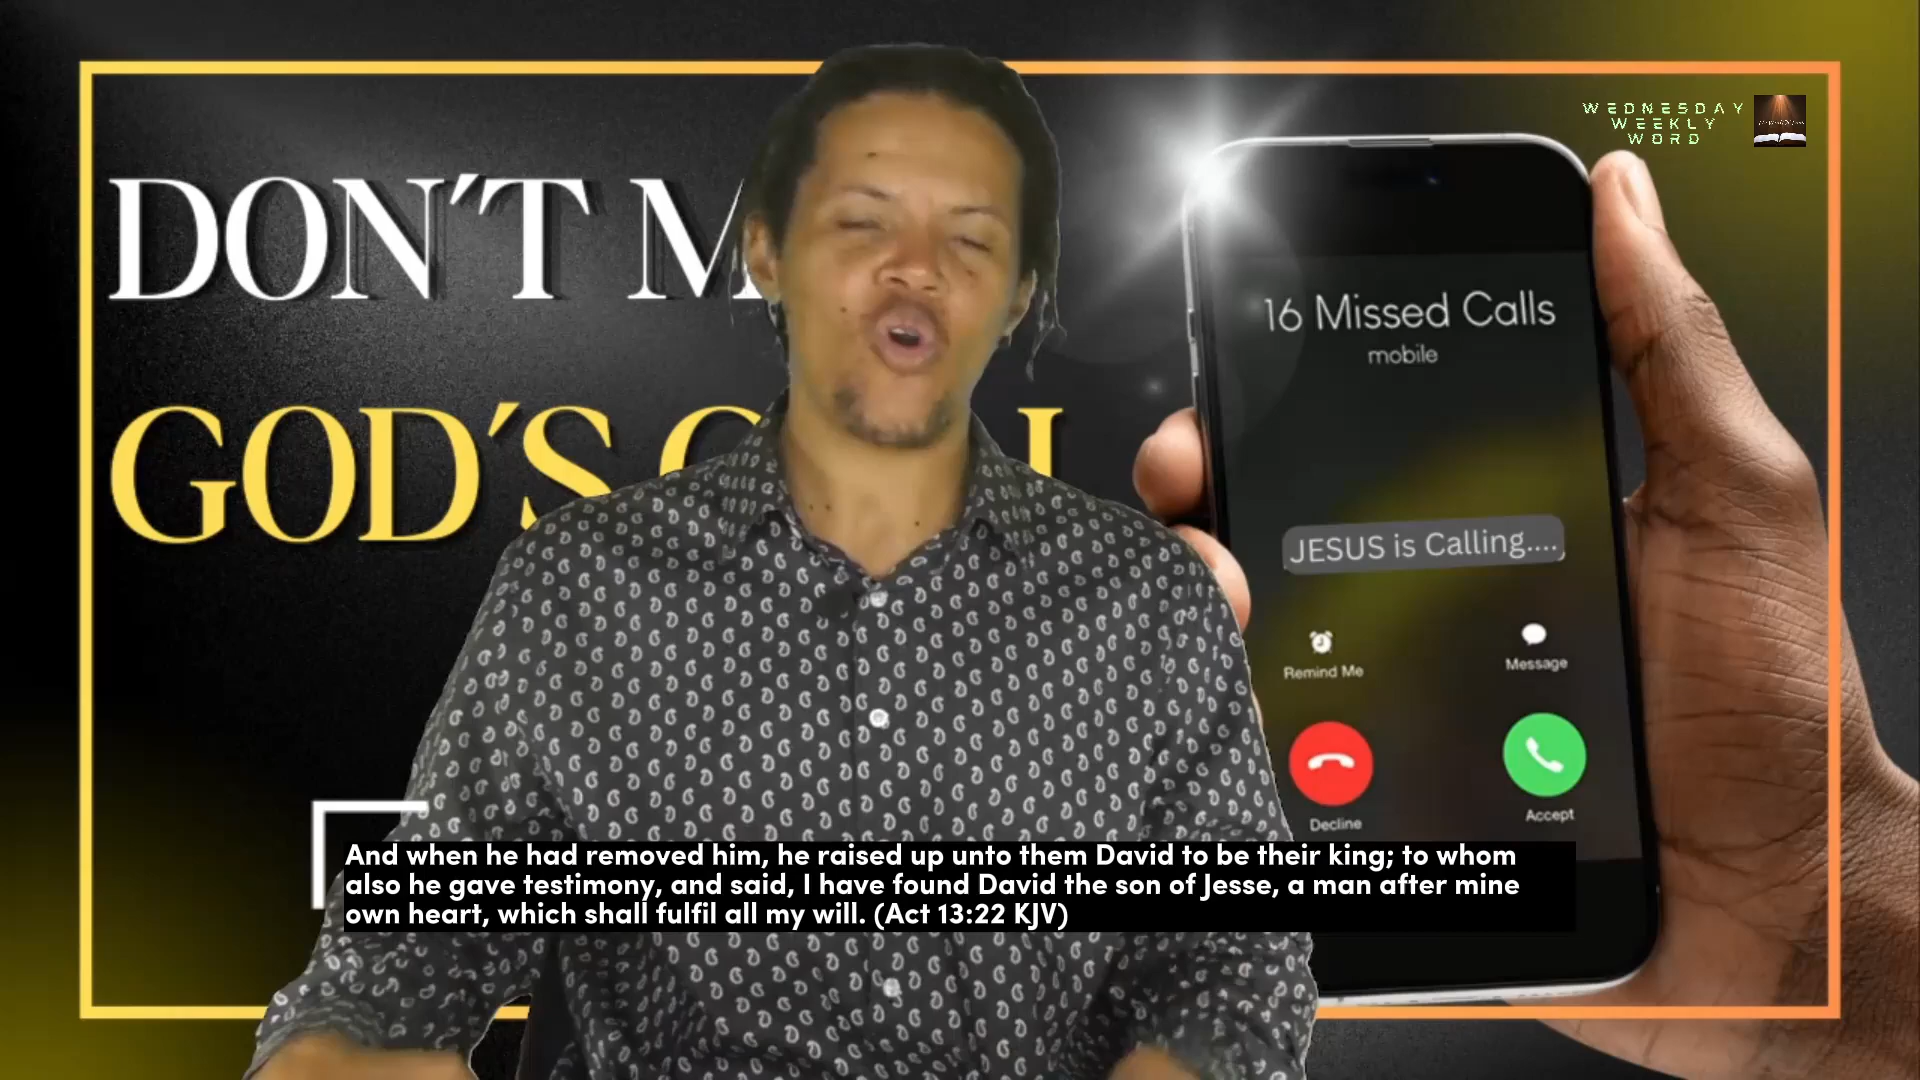 WEDNESDAY
WEEKLY
WORD
DON'T M
GOD'S
16 Missed Calls
mobile
JESUS is Calling....
Remind Me
Message
Decline
Accept
And when he had removed him, he raised up unto them David to be their king; to whom
also he gave testimony, and said, I have found David the son of Jesse, a man after mine
own heart, which shall fulfil all my will. (Act 13:22 KJV)